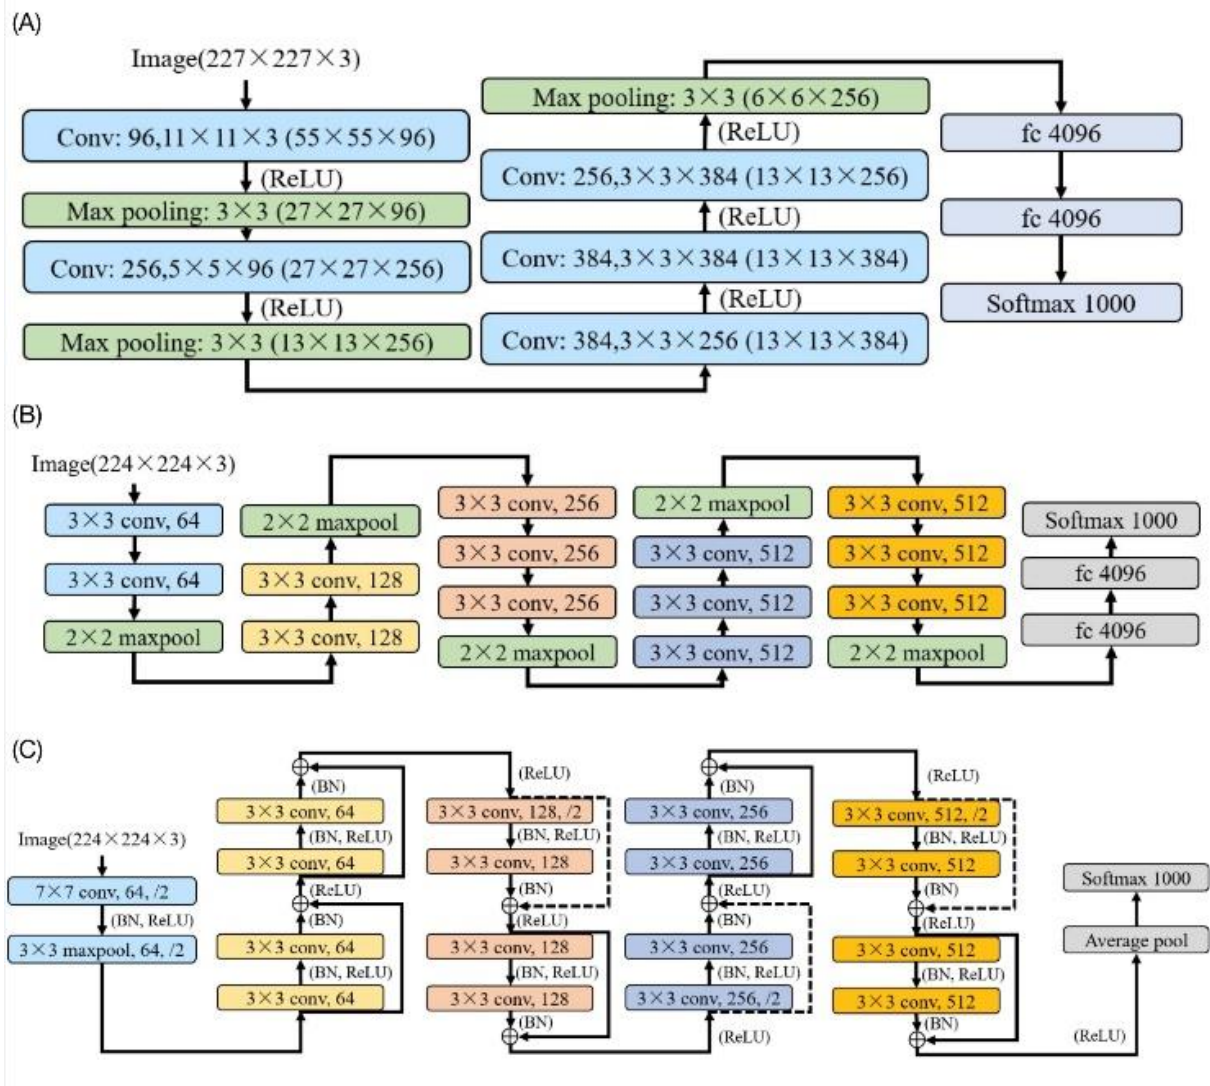 (A)
Image(227×227×3)
Conv: 96,11×11×3 (55×55×96)
(ReLU)
Max pooling: 3×3 (27×27×96)
Conv: 256,5×5×96 (27×27×256)
(ReLU)
Max pooling: 3×3 (13×13×256)
Conv: 384,3×3×256 (13×13×384)
(ReLU)
Conv: 384,3×3×384 (13×13×384)
(ReLU)
Conv: 256,3×3×384 (13×13×256)
(ReLU)
Max pooling: 3×3 (6×6×256)
fc 4096
fc 4096
Softmax 1000
(B)
Image(224×224×3)
3×3 conv, 64
3×3 conv, 64
2×2 maxpool
3×3 conv, 128
3×3 conv, 128
2×2 maxpool
3×3 conv, 256
3×3 conv, 256
3×3 conv, 256
2×2 maxpool
3×3 conv, 512
3×3 conv, 512
3×3 conv, 512
2×2 maxpool
3×3 conv, 512
3×3 conv, 512
3×3 conv, 512
2×2 maxpool
fc 4096
fc 4096
Softmax 1000
(C)
Image(224×224×3)
7×7 conv, 64, /2
(BN, ReLU)
3×3 maxpool, 64, /2
3×3 conv, 64
(BN, ReLU)
3×3 conv, 64
(BN)
(ReLU)
3×3 conv, 64
(BN, ReLU)
3×3 conv, 64
(BN)
(ReLU)
3×3 conv, 128, /2
(BN, ReLU)
3×3 conv, 128
(BN)
(ReLU)
3×3 conv, 128
(BN, ReLU)
3×3 conv, 128
(BN)
(ReLU)
3×3 conv, 256, /2
(BN, ReLU)
3×3 conv, 256
(BN)
(ReLU)
3×3 conv, 256
(BN, ReLU)
3×3 conv, 256
(BN)
(ReLU)
3×3 conv, 512, /2
(BN, ReLU)
3×3 conv, 512
(BN)
(ReLU)
3×3 conv, 512
(BN, ReLU)
3×3 conv, 512
(BN)
(ReLU)
Average pool
Softmax 1000